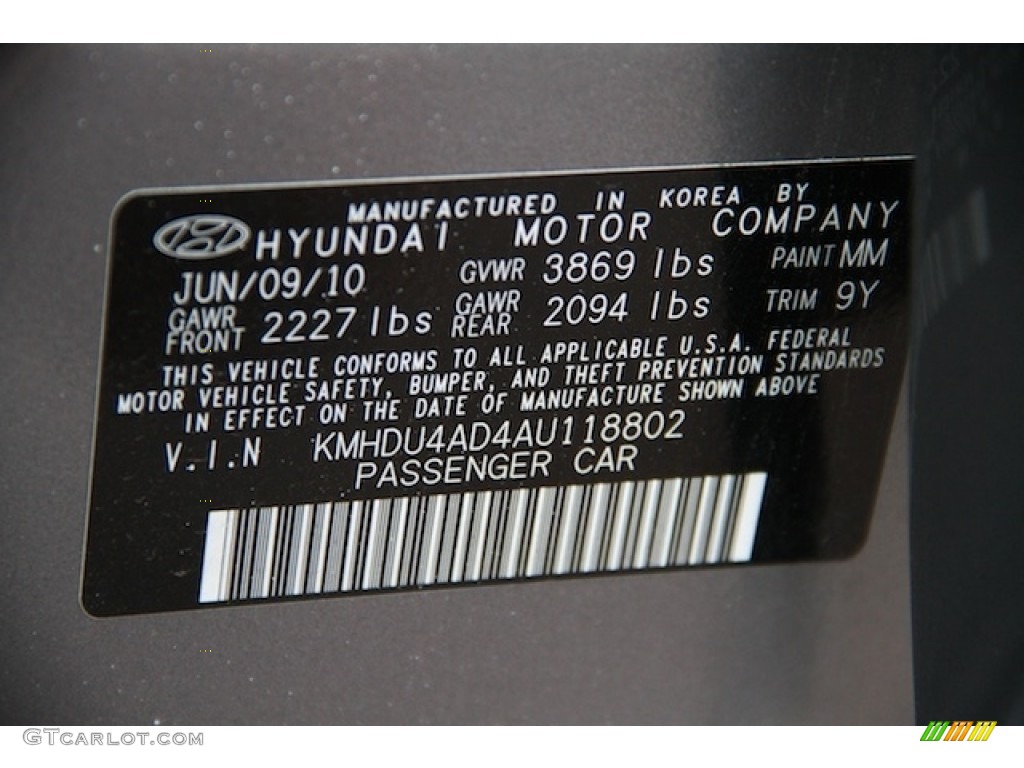 MANUFACTURED IN KOREA BY
HYUNDAI MOTOR COMPANY
JUN/09/10 GVWR 3869 lbs PAINT MM
GAWR FRONT 2227 lbs GAWR REAR 2094 lbs TRIM 9Y
THIS VEHICLE CONFORMS TO ALL APPLICABLE U.S.A. FEDERAL
MOTOR VEHICLE SAFETY, BUMPER, AND THEFT PREVENTION STANDARDS
IN EFFECT ON THE DATE OF MANUFACTURE SHOWN ABOVE
V.I.N KMHDU4AD4AU118802
PASSENGER CAR
GTCARLOT.COM